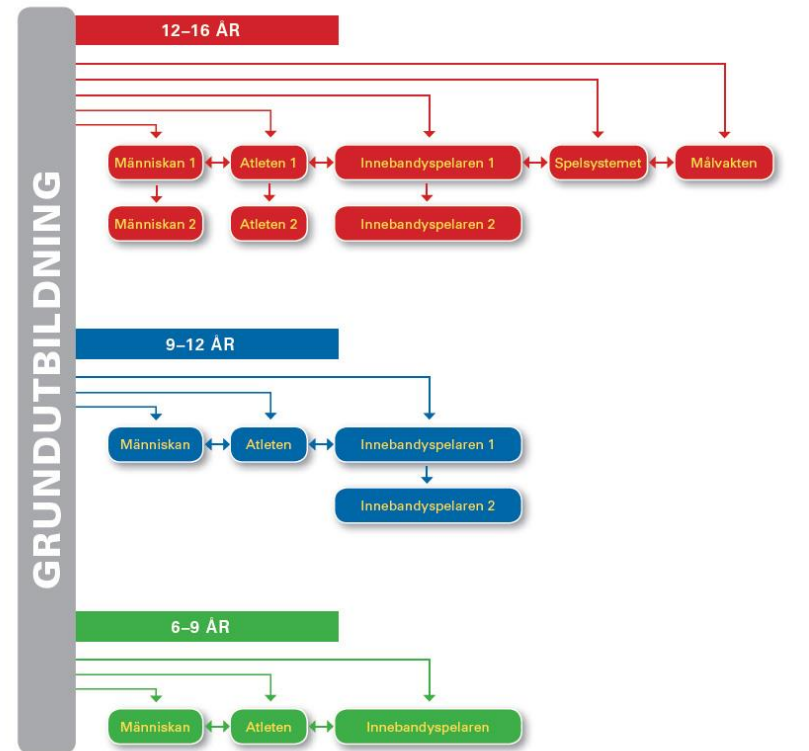 GRUNDUTBILDNING
12–16 ÅR
Människan 1 Atleten 1 Innebandyspelaren 1 Spelsystemet Målvakten
Människan 2 Atleten 2 Innebandyspelaren 2
9–12 ÅR
Människan Atleten Innebandyspelaren 1
Innebandyspelaren 2
6–9 ÅR
Människan Atleten Innebandyspelaren